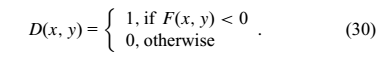 D(x, y) = { 1, if F(x, y) < 0
0, otherwise . (30)